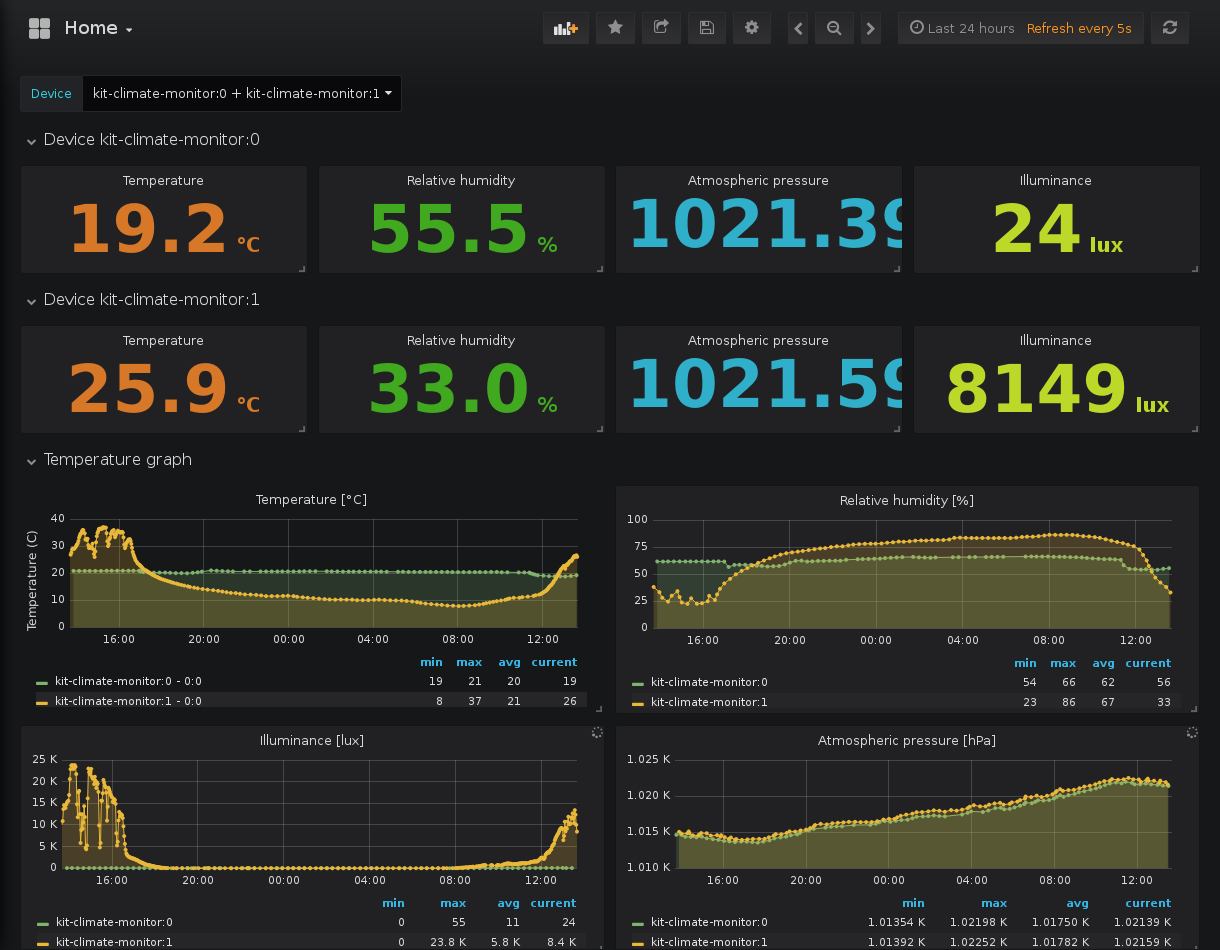 Home
Last 24 hours Refresh every 5s
Device kit-climate-monitor:0 + kit-climate-monitor:1
Device kit-climate-monitor:0
Temperature Relative humidity Atmospheric pressure Illuminance
19.2 °C 55.5 % 1021.39 24 lux
Device kit-climate-monitor:1
Temperature Relative humidity Atmospheric pressure Illuminance
25.9 °C 33.0 % 1021.59 8149 lux
Temperature graph
Temperature [°C]
Temperature (C)
40
30
20
10
0
16:00 20:00 00:00 04:00 08:00 12:00
min max avg current
kit-climate-monitor:0 - 0:0 19 21 20 19
kit-climate-monitor:1 - 0:0 8 37 21 26
Relative humidity [%]
100
75
50
25
0
16:00 20:00 00:00 04:00 08:00 12:00
min max avg current
kit-climate-monitor:0 54 66 62 56
kit-climate-monitor:1 23 86 67 33
Illuminance [lux]
25 K
20 K
15 K
10 K
5 K
0
16:00 20:00 00:00 04:00 08:00 12:00
min max avg current
kit-climate-monitor:0 0 55 11 24
kit-climate-monitor:1 0 23.8 K 5.8 K 8.4 K
Atmospheric pressure [hPa]
1.025 K
1.020 K
1.015 K
1.010 K
16:00 20:00 00:00 04:00 08:00 12:00
min max avg current
kit-climate-monitor:0 1.01354 K 1.02198 K 1.01750 K 1.02139 K
kit-climate-monitor:1 1.01392 K 1.02252 K 1.01782 K 1.02159 K